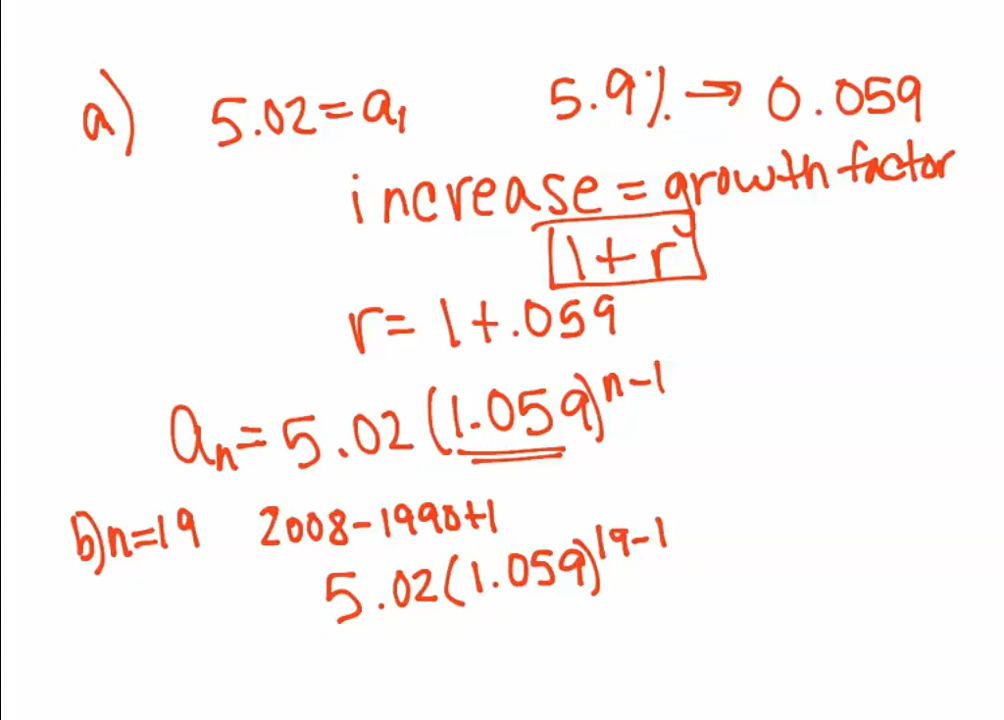 a) 5.02=a₁ 5.9% → 0.059
increase = growth factor
1+r
r= 1+.059
aₙ=5.02(1.059)ⁿ⁻¹
b)n=19 2008-1990+1
5.02(1.059)¹⁹⁻¹